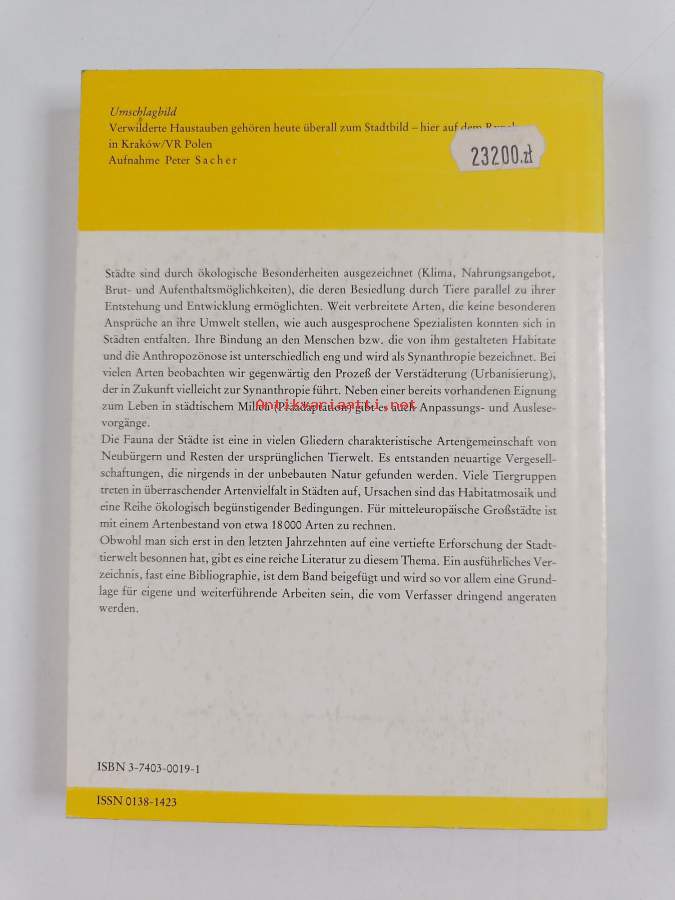 Umschlagbild
Verwilderte Haustauben gehören heute überall zum Stadtbild – hier auf dem
in Kraków/VR Polen
Aufnahme Peter Sacher
23200.zł
Städte sind durch ökologische Besonderheiten ausgezeichnet (Klima, Nahrungsangebot,
Brut- und Aufenthaltsmöglichkeiten), die deren Besiedlung durch Tiere parallel zu ihrer
Entstehung und Entwicklung ermöglichten. Weit verbreitete Arten, die keine besonderen
Ansprüche an ihre Umwelt stellen, wie auch ausgesprochene Spezialisten konnten sich in
Städten entfalten. Ihre Bindung an den Menschen bzw. die von ihm gestalteten Habitate
und die Anthropozönose ist unterschiedlich eng und wird als Synanthropie bezeichnet. Bei
vielen Arten beobachten wir gegenwärtig den Prozeß der Verstädterung (Urbanisierung),
der in Zukunft vielleicht zur Synanthropie führt. Neben einer bereits vorhandenen Eignung
zum Leben in städtischem Milieu (Präadaptation) gibt es auch Anpassungs- und Auslese-
vorgänge.
Antikvariaatti.net
Die Fauna der Städte ist eine in vielen Gliedern charakteristische Artengemeinschaft von
Neubürgern und Resten der ursprünglichen Tierwelt. Es entstanden neuartige Vergesell-
schaftungen, die nirgends in der unbebauten Natur gefunden werden. Viele Tiergruppen
treten in überraschender Artenvielfalt in Städten auf, Ursachen sind das Habitatmosaik und
eine Reihe ökologisch begünstigender Bedingungen. Für mitteleuropäische Großstädte ist
mit einem Artenbestand von etwa 18000 Arten zu rechnen.
Obwohl man sich erst in den letzten Jahrzehnten auf eine vertiefte Erforschung der Stadt-
tierwelt besonnen hat, gibt es eine reiche Literatur zu diesem Thema. Ein ausführliches Ver-
zeichnis, fast eine Bibliographie, ist dem Band beigefügt und wird so vor allem eine Grund-
lage für eigene und weiterführende Arbeiten sein, die vom Verfasser dringend angeraten
werden.
ISBN 3-7403-0019-1
ISSN 0138-1423